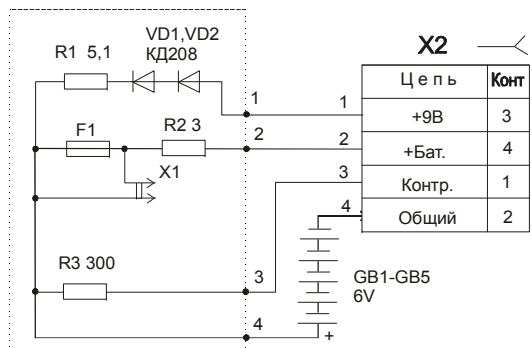 VD1,VD2
R1 5,1
КД208
X2
Цепь Конт
1 1 +9В 3
F1 R2 3 2 2 +Бат. 4
X1
3 Контр. 1
4 Общий 2
R3 300 3
GB1-GB5
6V
4
+